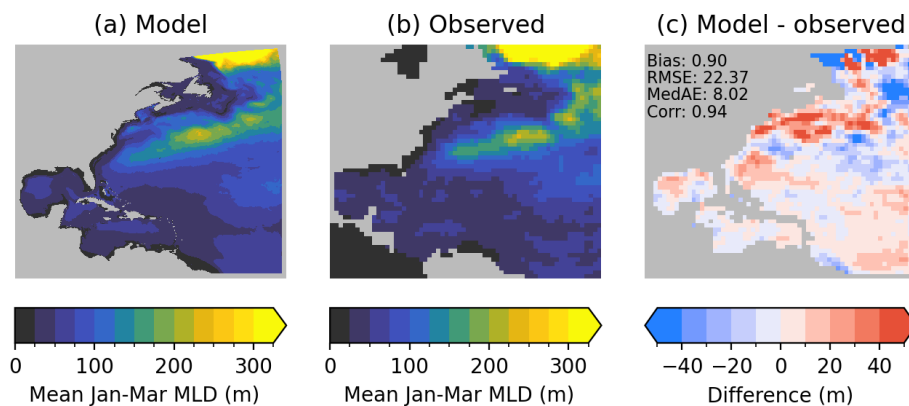 (a) Model
(b) Observed
(c) Model - observed
Bias: 0.90
RMSE: 22.37
MedAE: 8.02
Corr: 0.94
0 100 200 300
Mean Jan-Mar MLD (m)
0 100 200 300
Mean Jan-Mar MLD (m)
−40 −20 0 20 40
Difference (m)